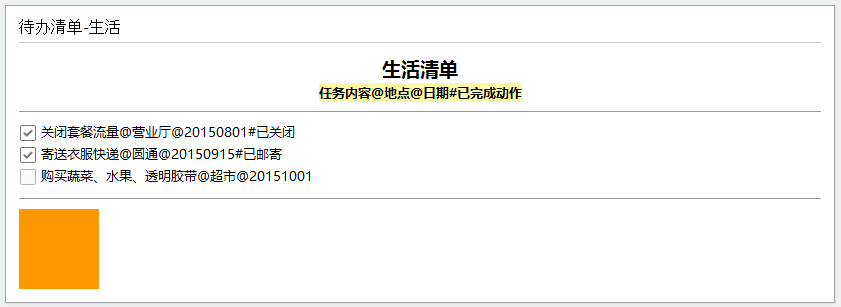 待办清单-生活
生活清单
任务内容@地点@日期#已完成动作
关闭套餐流量@营业厅@20150801#已关闭
寄送衣服快递@圆通@20150915#已邮寄
购买蔬菜、水果、透明胶带@超市@20151001